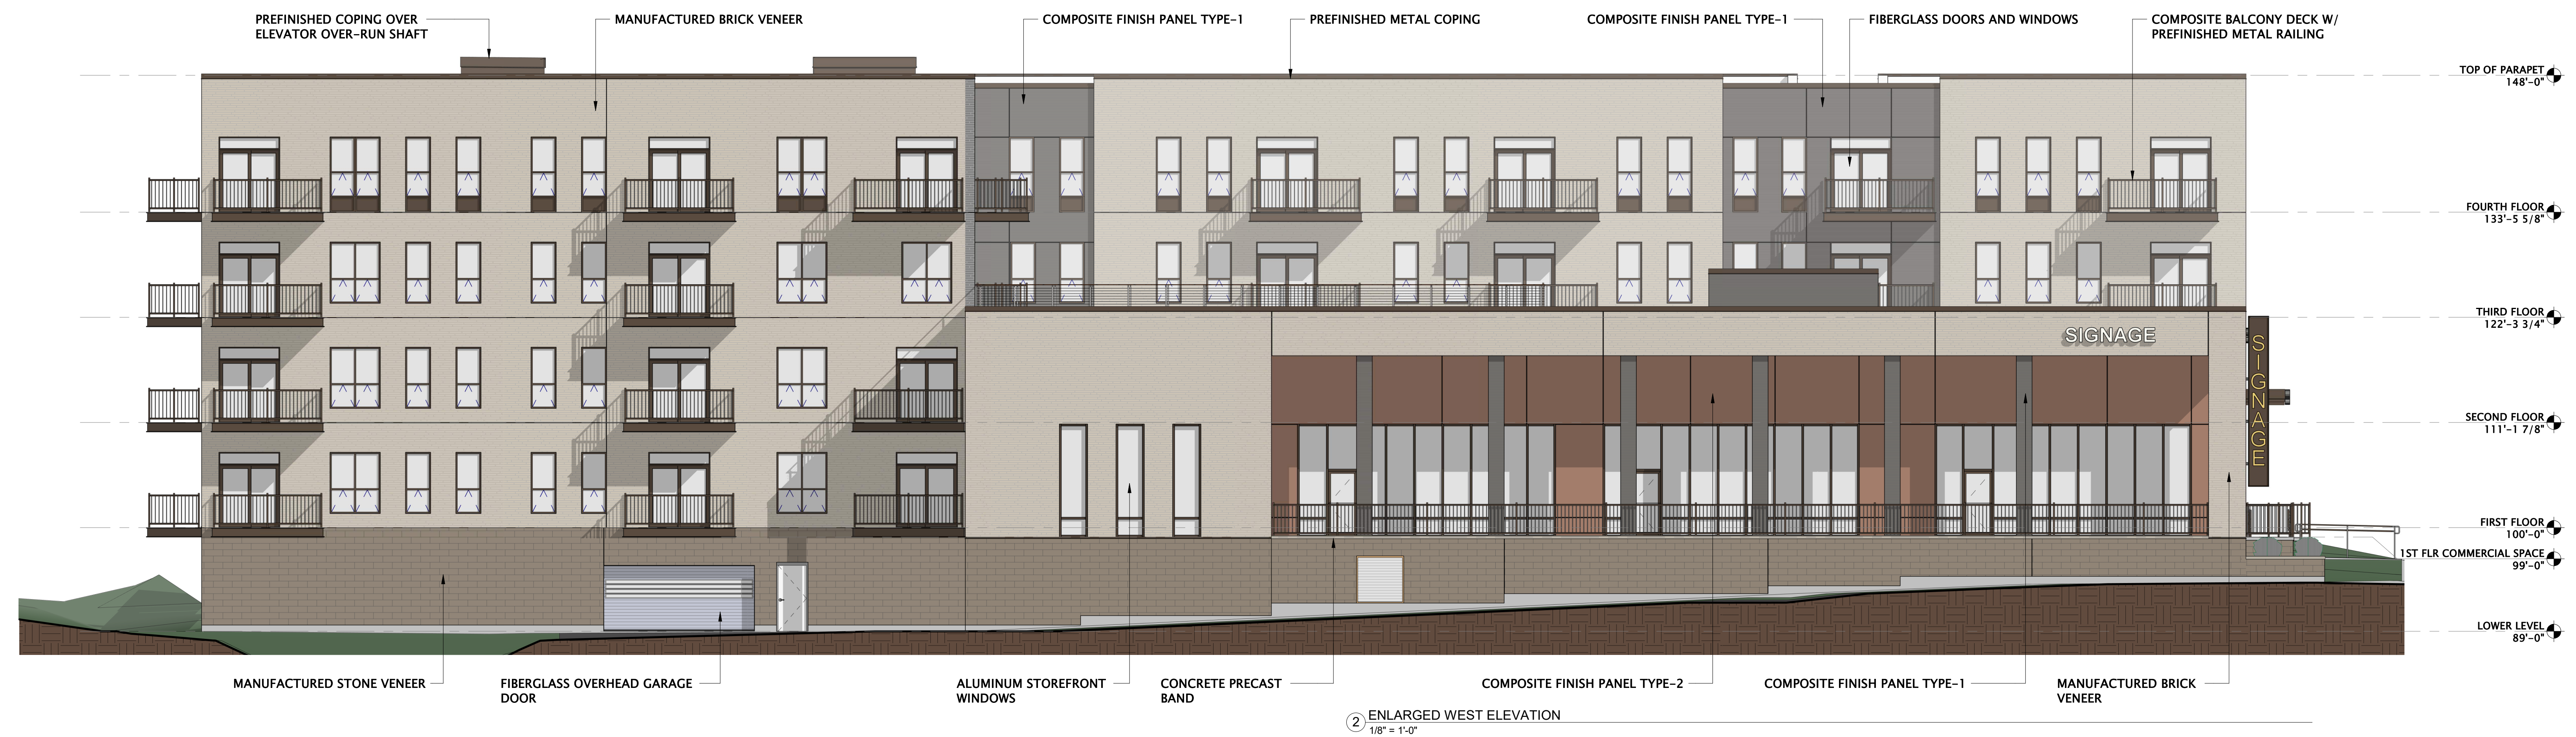 PREFINISHED COPING OVER
ELEVATOR OVER-RUN SHAFT
MANUFACTURED BRICK VENEER
COMPOSITE FINISH PANEL TYPE-1
PREFINISHED METAL COPING
COMPOSITE FINISH PANEL TYPE-1
FIBERGLASS DOORS AND WINDOWS
COMPOSITE BALCONY DECK W/
PREFINISHED METAL RAILING
TOP OF PARAPET
148'-0"
FOURTH FLOOR
133'-5 5/8"
THIRD FLOOR
122'-3 3/4"
SIGNAGE
SIGNAGE
SECOND FLOOR
111'-1 7/8"
FIRST FLOOR
100'-0"
1ST FLR COMMERCIAL SPACE
99'-0"
LOWER LEVEL
89'-0"
MANUFACTURED STONE VENEER
FIBERGLASS OVERHEAD GARAGE
DOOR
ALUMINUM STOREFRONT
WINDOWS
CONCRETE PRECAST
BAND
COMPOSITE FINISH PANEL TYPE-2
COMPOSITE FINISH PANEL TYPE-1
MANUFACTURED BRICK
VENEER
2 ENLARGED WEST ELEVATION
1/8" = 1'-0"